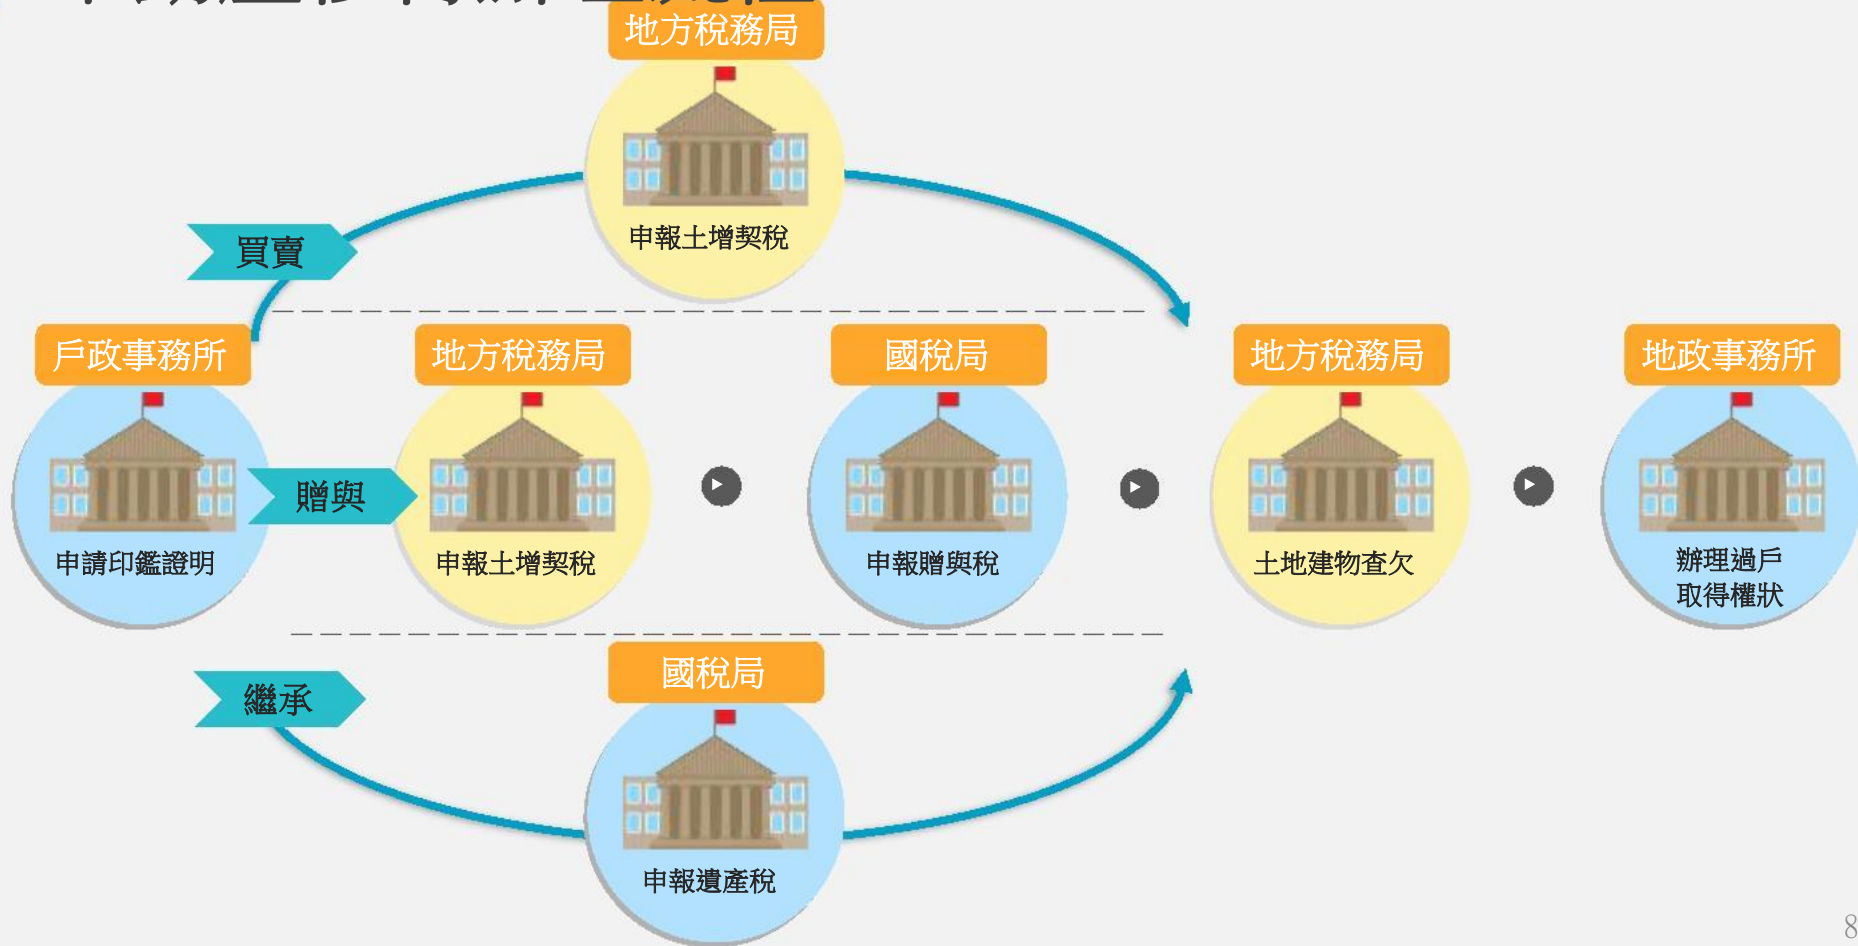 地方稅務局
申報土增契稅
買賣
戶政事務所
申請印鑑證明
贈與
地方稅務局
申報土增契稅
國稅局
申報贈與稅
地方稅務局
土地建物查欠
地政事務所
辦理過戶
取得權狀
繼承
國稅局
申報遺產稅
8